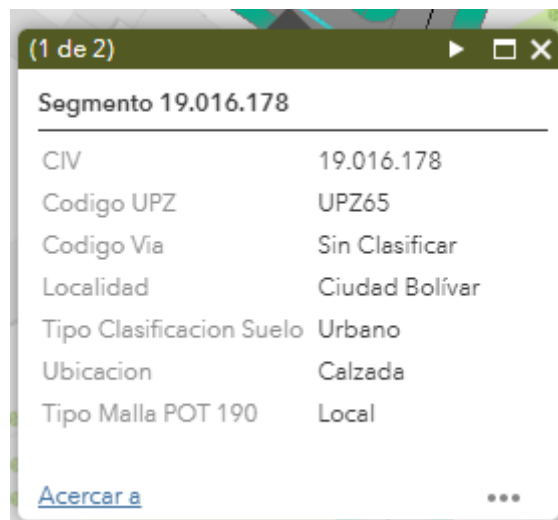 (1 de 2)
Segmento 19.016.178
CIV 19.016.178
Codigo UPZ UPZ65
Codigo Via Sin Clasificar
Localidad Ciudad Bolívar
Tipo Clasificacion Suelo Urbano
Ubicacion Calzada
Tipo Malla POT 190 Local
Acercar a